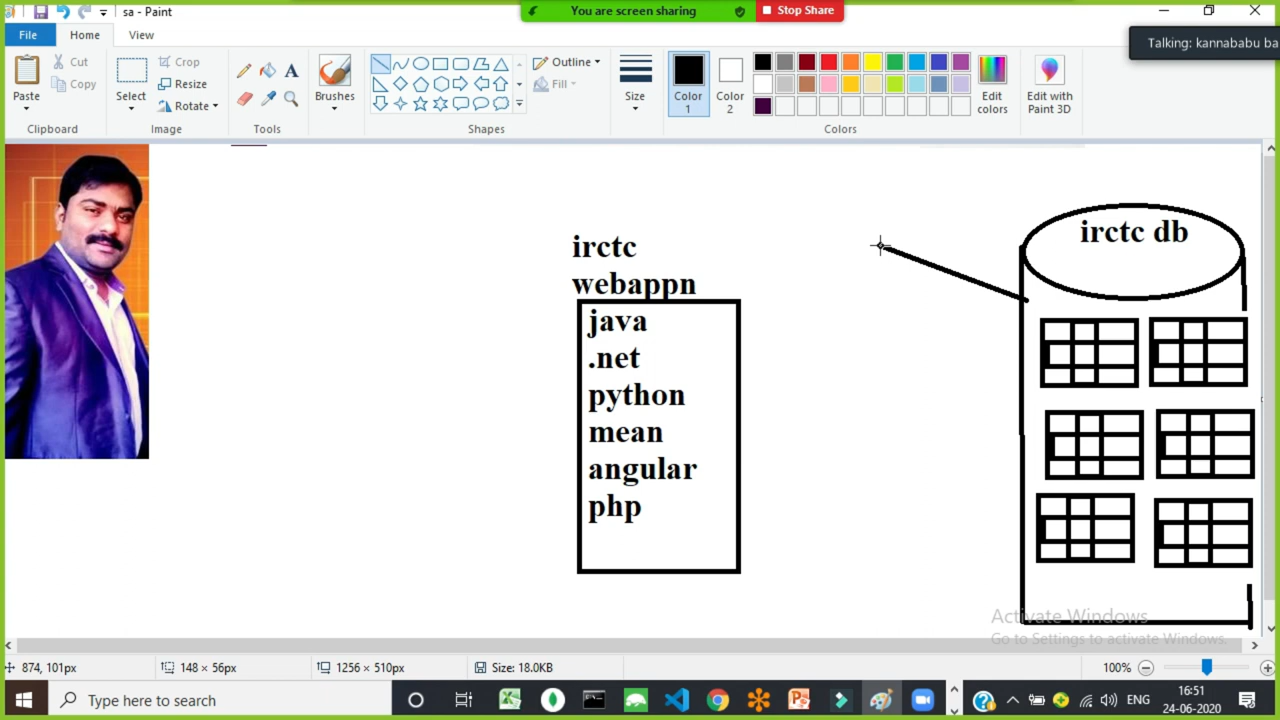 sa - Paint
You are screen sharing
Stop Share
File
Home
View
Talking: kannababu ba
Paste
Cut
Copy
Clipboard
Select
Crop
Resize
Rotate
Image
A
Tools
Brushes
Outline
Fill
Shapes
Size
Color
1
Color
2
Edit
colors
Colors
Edit with
Paint 3D
irctc
webappn
java
.net
python
mean
angular
php
irctc db
Activate Windows
Go to Settings to activate Windows.
874, 101px
148 × 56px
1256 × 510px
Size: 18.0KB
100%
Type here to search
ENG
16:51
24-06-2020